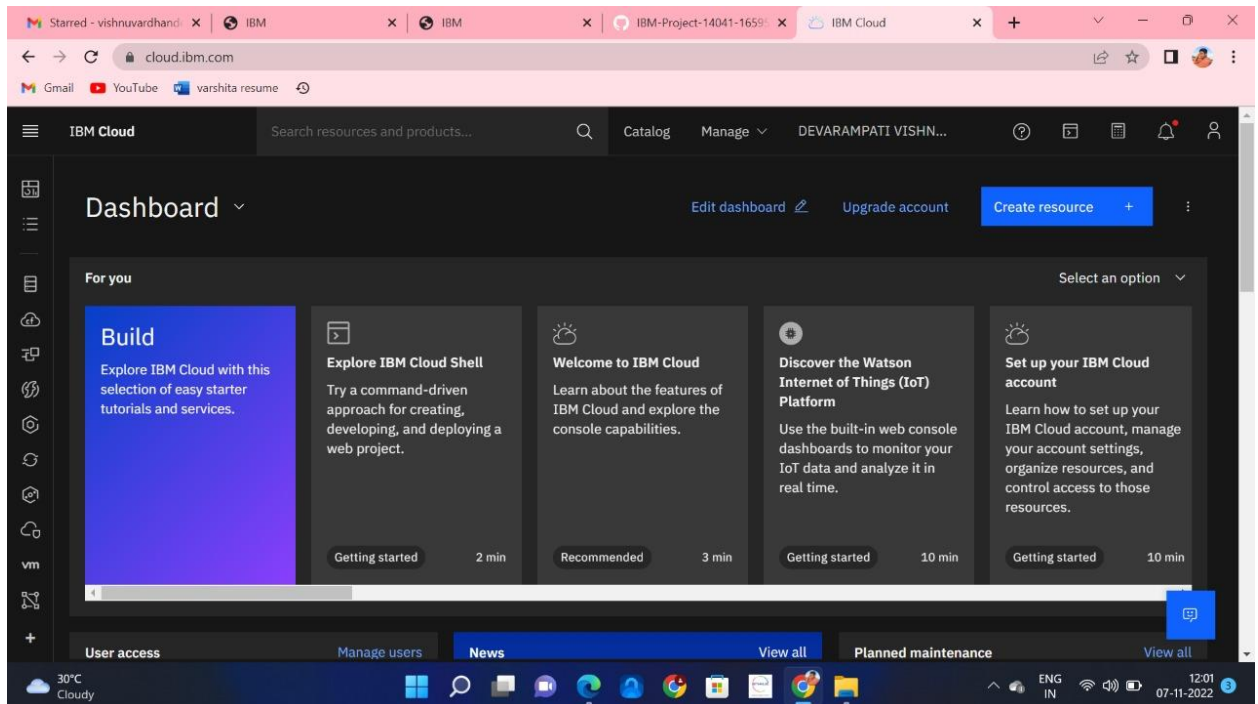 Starred - vishnuvardhand
IBM
IBM
IBM-Project-14041-1659
IBM Cloud
cloud.ibm.com
Gmail
YouTube
varshita resume
IBM Cloud
Search resources and products...
Catalog
Manage
DEVARAMPATI VISHN...
Dashboard
Edit dashboard
Upgrade account
Create resource +
For you
Select an option
Build
Explore IBM Cloud with this
selection of easy starter
tutorials and services.
Explore IBM Cloud Shell
Try a command-driven
approach for creating,
developing, and deploying a
web project.
Getting started
2 min
Welcome to IBM Cloud
Learn about the features of
IBM Cloud and explore the
console capabilities.
Recommended
3 min
Discover the Watson
Internet of Things (IoT)
Platform
Use the built-in web console
dashboards to monitor your
IoT data and analyze it in
real time.
Getting started
10 min
Set up your IBM Cloud
account
Learn how to set up your
IBM Cloud account, manage
your account settings,
organize resources, and
control access to those
resources.
Getting started
10 min
vm
User access
Manage users
News
View all
Planned maintenance
View all
30°C
Cloudy
ENG
IN
12:01
07-11-2022
3